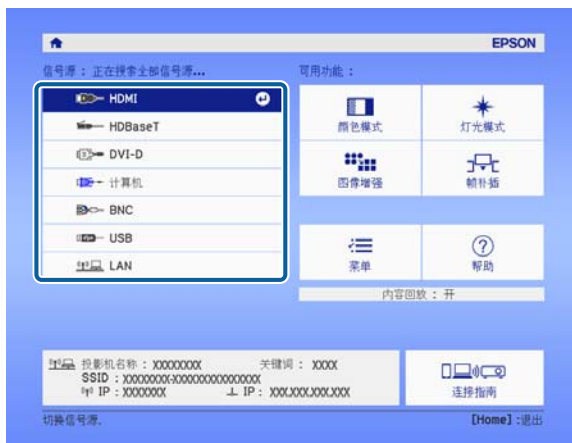 EPSON
信号源 : 正在搜索全部信号源...
HDMI
HDBaseT
DVI-D
计算机
BNC
USB
LAN
可用功能 :
颜色模式
灯光模式
图像增强
帧补插
菜单
帮助
内容回放 : 开
投影机名称 : XXXXXXXX 关键词 : XXXX
SSID : XXXXXXXX-XXXXXXXXXXXXXXX
IP : XXXXXXX IP : XXX.XXX.XXX.XXX
连接指南
切换信号源.
[Home] :退出